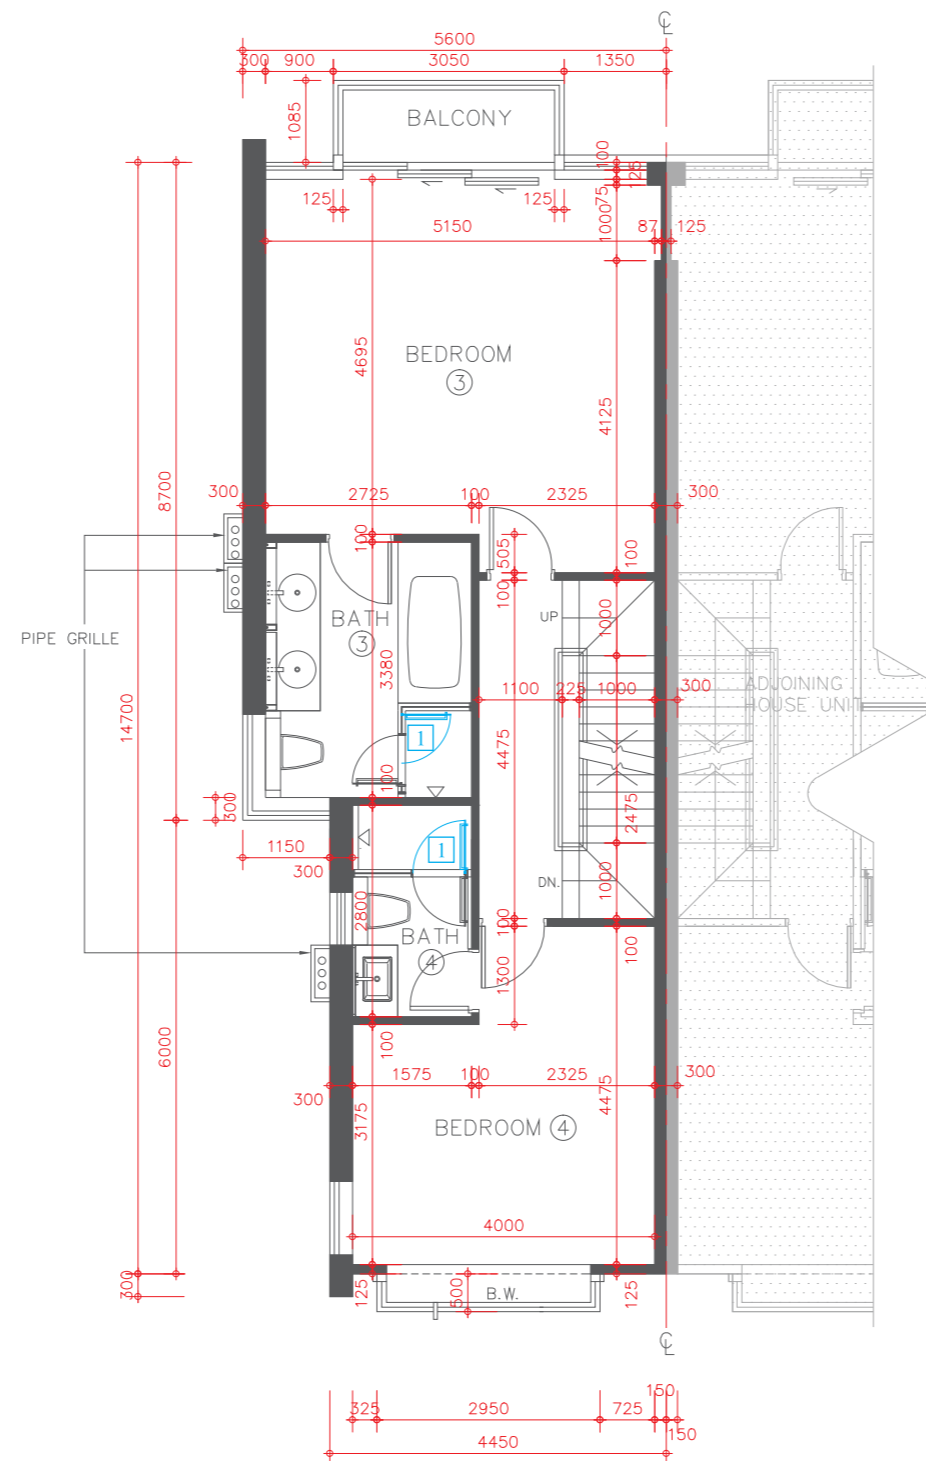 ℄
5600
300 900 3050 1350
1085
BALCONY
100
125
75
125 125
1000
5150 87 125
4695
BEDROOM
3
4125
8700
300 2725 100 2325 300
100
505
100
100
UP
1000
BATH
3
PIPE GRILLE
3380
14700
1100 225 1000 300
ADJOINING
HOUSE UNIT
1
4475
100
300
2475
1150
300
1
DN.
1000
2800
100
BATH
4
100
1300
6000
100
1575 100 2325 300
300
3175
4475
BEDROOM 4
4000
300
125
500
B.W.
125
℄
150
325 2950 725
150
4450